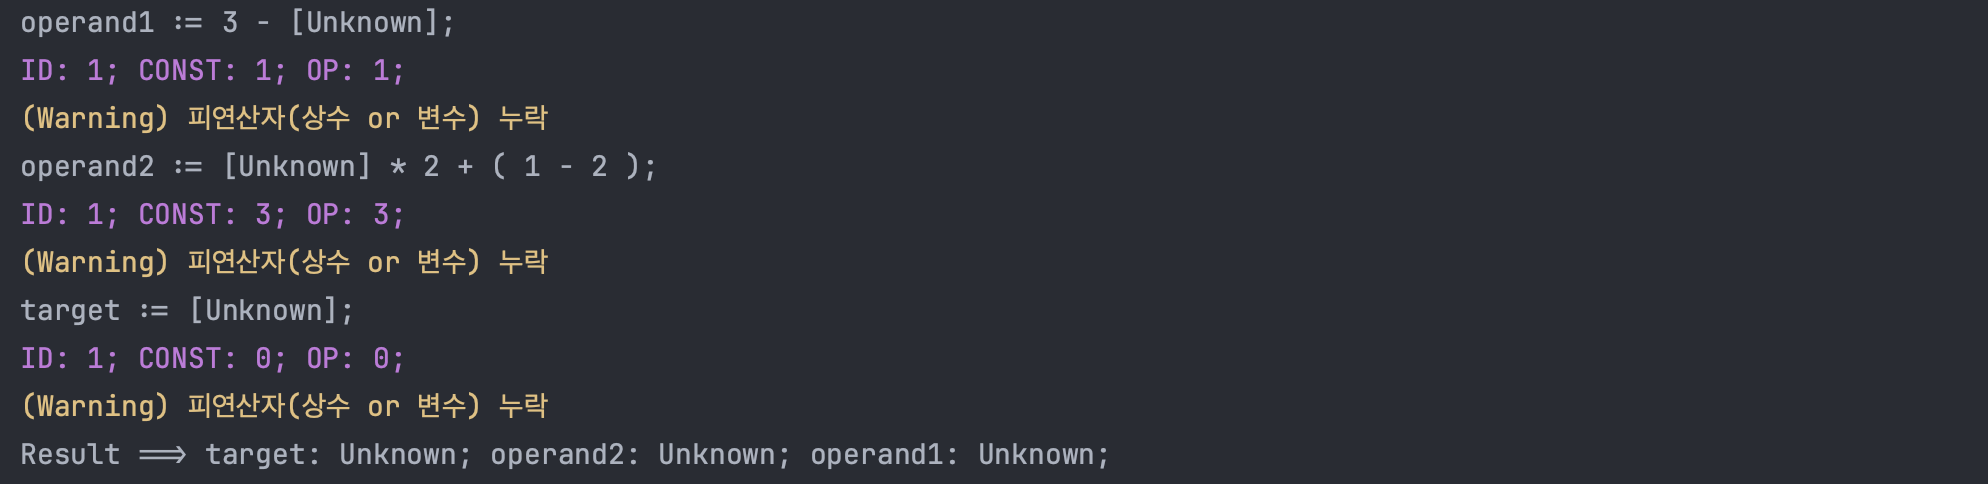 operand1 := 3 - [Unknown];
ID: 1; CONST: 1; OP: 1;
(Warning) 피연산자(상수 or 변수) 누락
operand2 := [Unknown] * 2 + ( 1 - 2 );
ID: 1; CONST: 3; OP: 3;
(Warning) 피연산자(상수 or 변수) 누락
target := [Unknown];
ID: 1; CONST: 0; OP: 0;
(Warning) 피연산자(상수 or 변수) 누락
Result ==> target: Unknown; operand2: Unknown; operand1: Unknown;